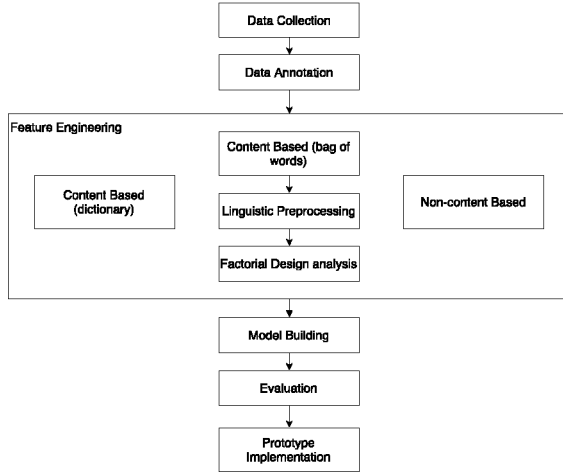 Data Collection
Data Annotation
Feature Engineering
Content Based (bag of
words)
Content Based
(dictionary)
Linguistic Preprocessing
Non-content Based
Factorial Design analysis
Model Building
Evaluation
Prototype
Implementation